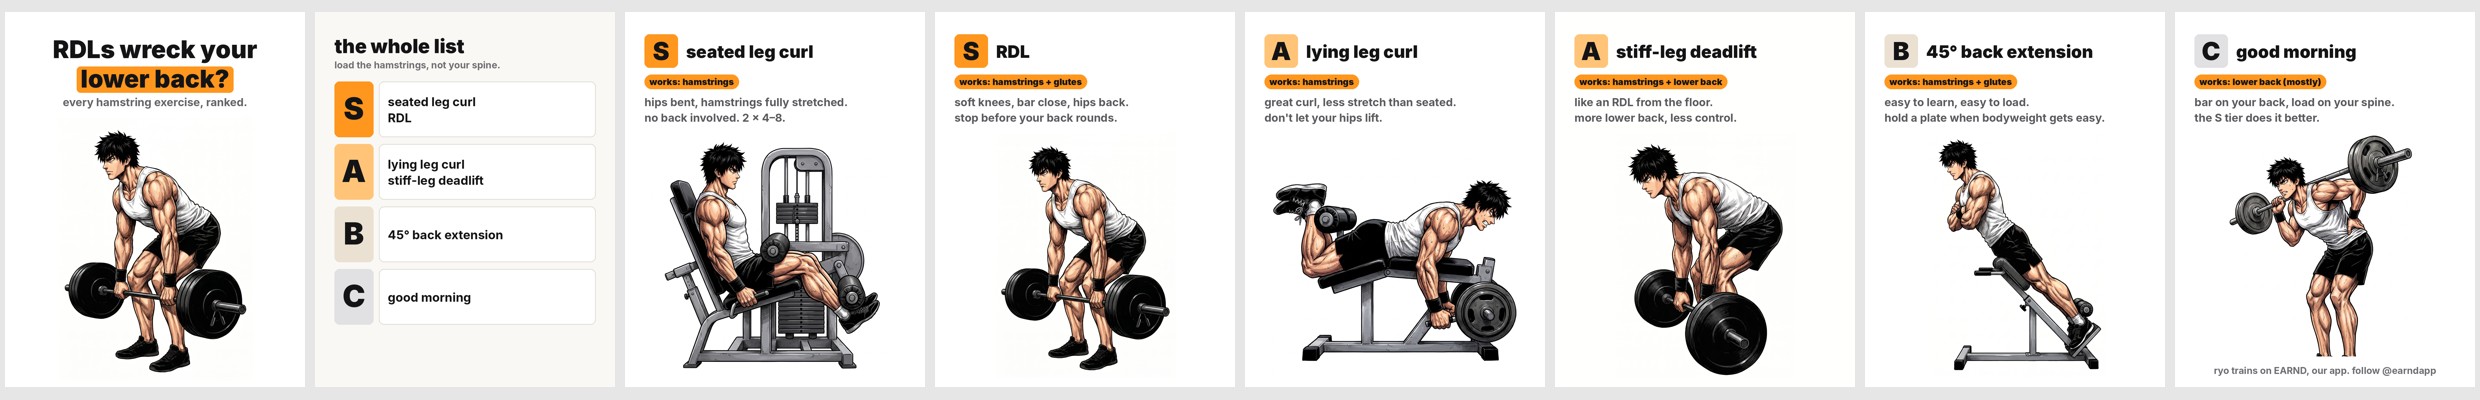 RDLs wreck your
lower back?
every hamstring exercise, ranked.
the whole list
load the hamstrings, not your spine.
S
seated leg curl
RDL
A
lying leg curl
stiff-leg deadlift
B
45° back extension
C
good morning
S seated leg curl
works: hamstrings
hips bent, hamstrings fully stretched.
no back involved. 2 × 4–8.
S RDL
works: hamstrings + glutes
soft knees, bar close, hips back.
stop before your back rounds.
A lying leg curl
works: hamstrings
great curl, less stretch than seated.
don't let your hips lift.
A stiff-leg deadlift
works: hamstrings + lower back
like an RDL from the floor.
more lower back, less control.
B 45° back extension
works: hamstrings + glutes
easy to learn, easy to load.
hold a plate when bodyweight gets easy.
C good morning
works: lower back (mostly)
bar on your back, load on your spine.
the S tier does it better.
ryo trains on EARND, our app. follow @earndapp